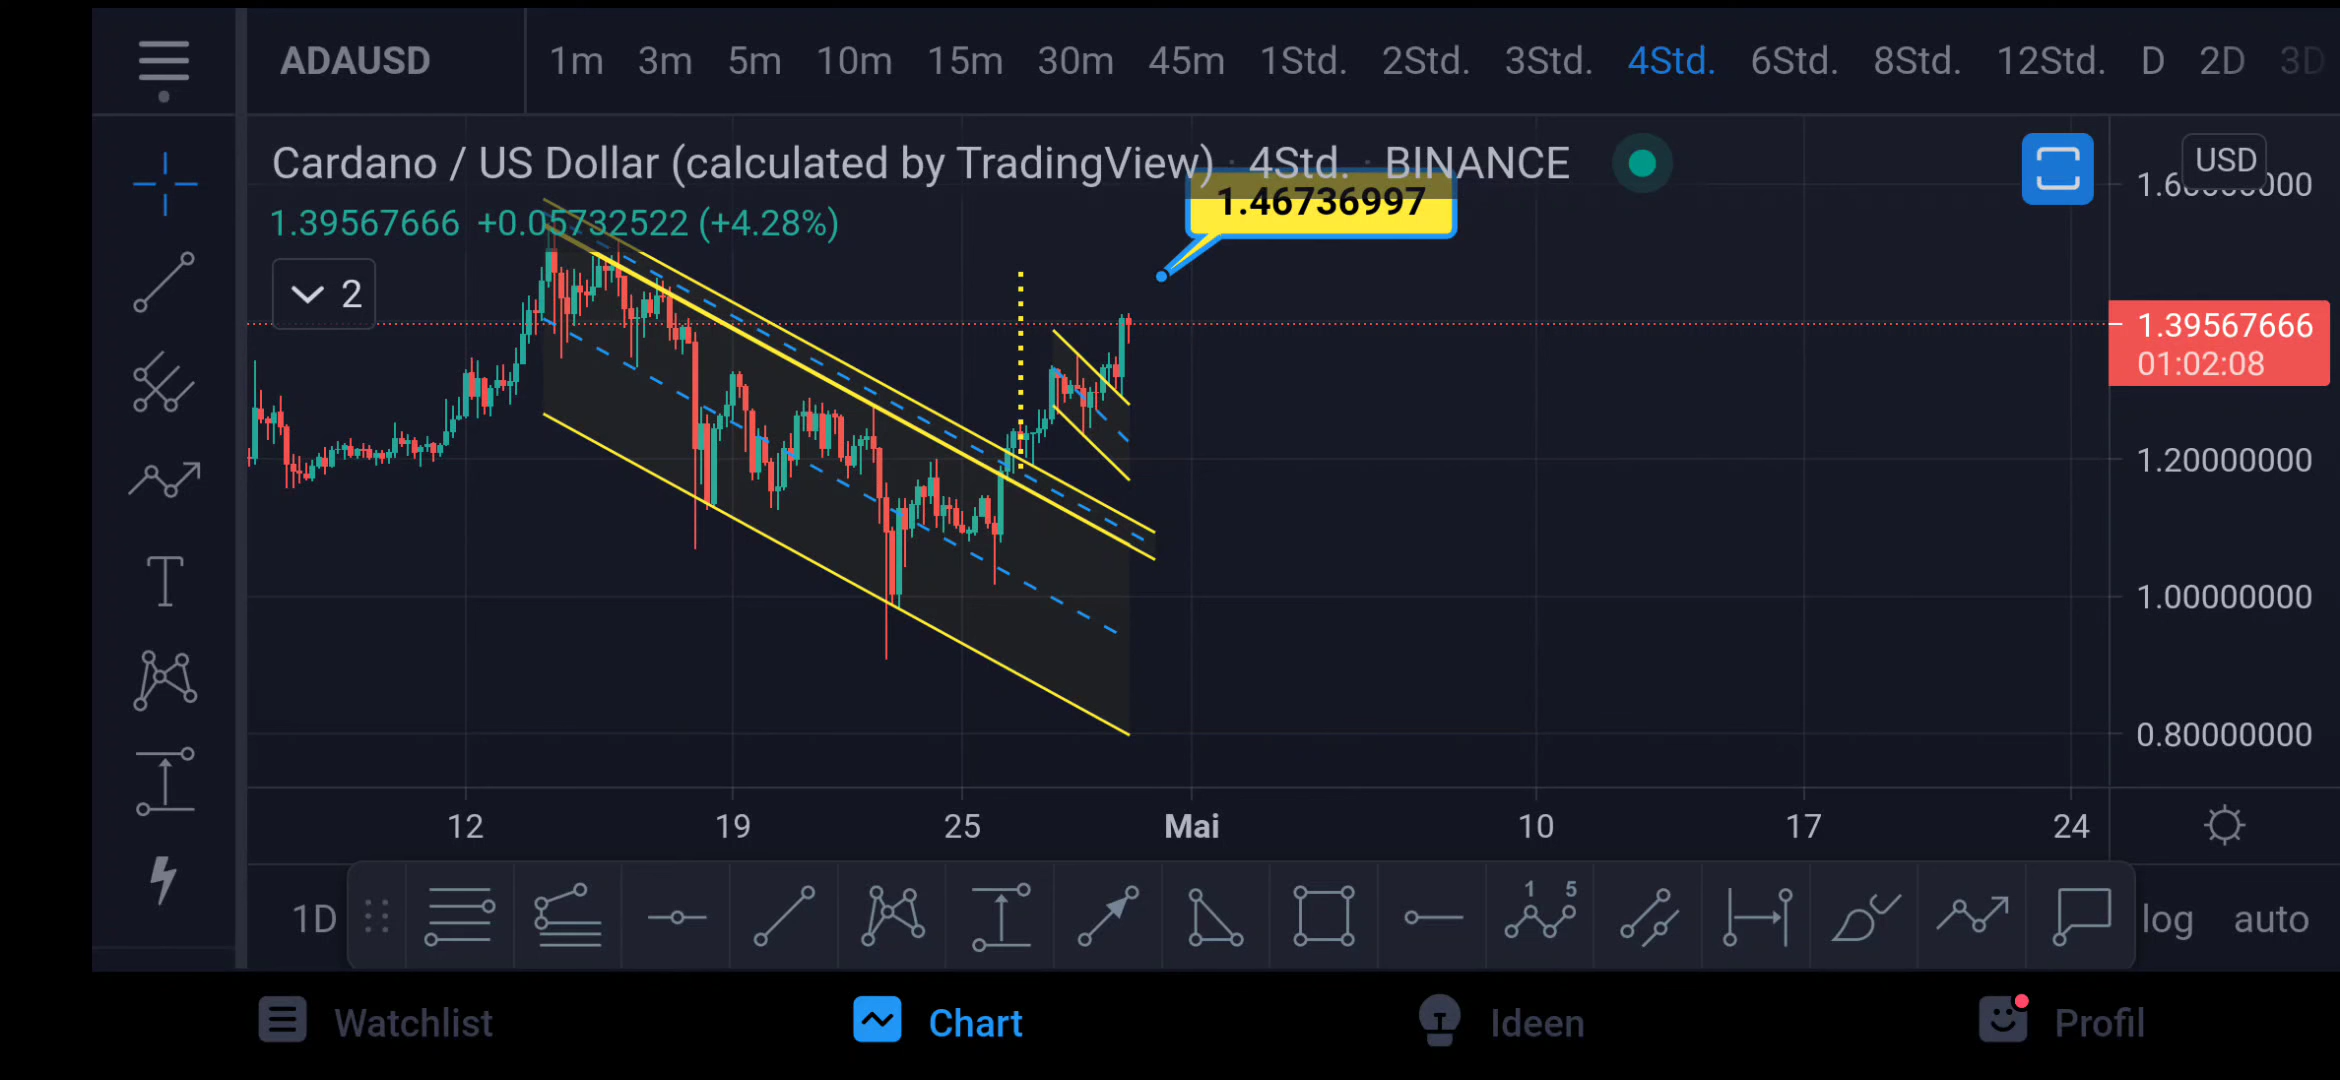 ADAUSD 1m 3m 5m 10m 15m 30m 45m 1Std. 2Std. 3Std. 4Std. 6Std. 8Std. 12Std. D 2D 3D
Cardano / US Dollar (calculated by TradingView) · 4Std. · BINANCE
USD
1.46736997
1.39567666 +0.05732522 (+4.28%)
2
1.39567666
01:02:08
1.20000000
1.00000000
0.80000000
12 19 25 Mai 10 17 24
1D 1 5 log auto
Watchlist Chart Ideen Profil